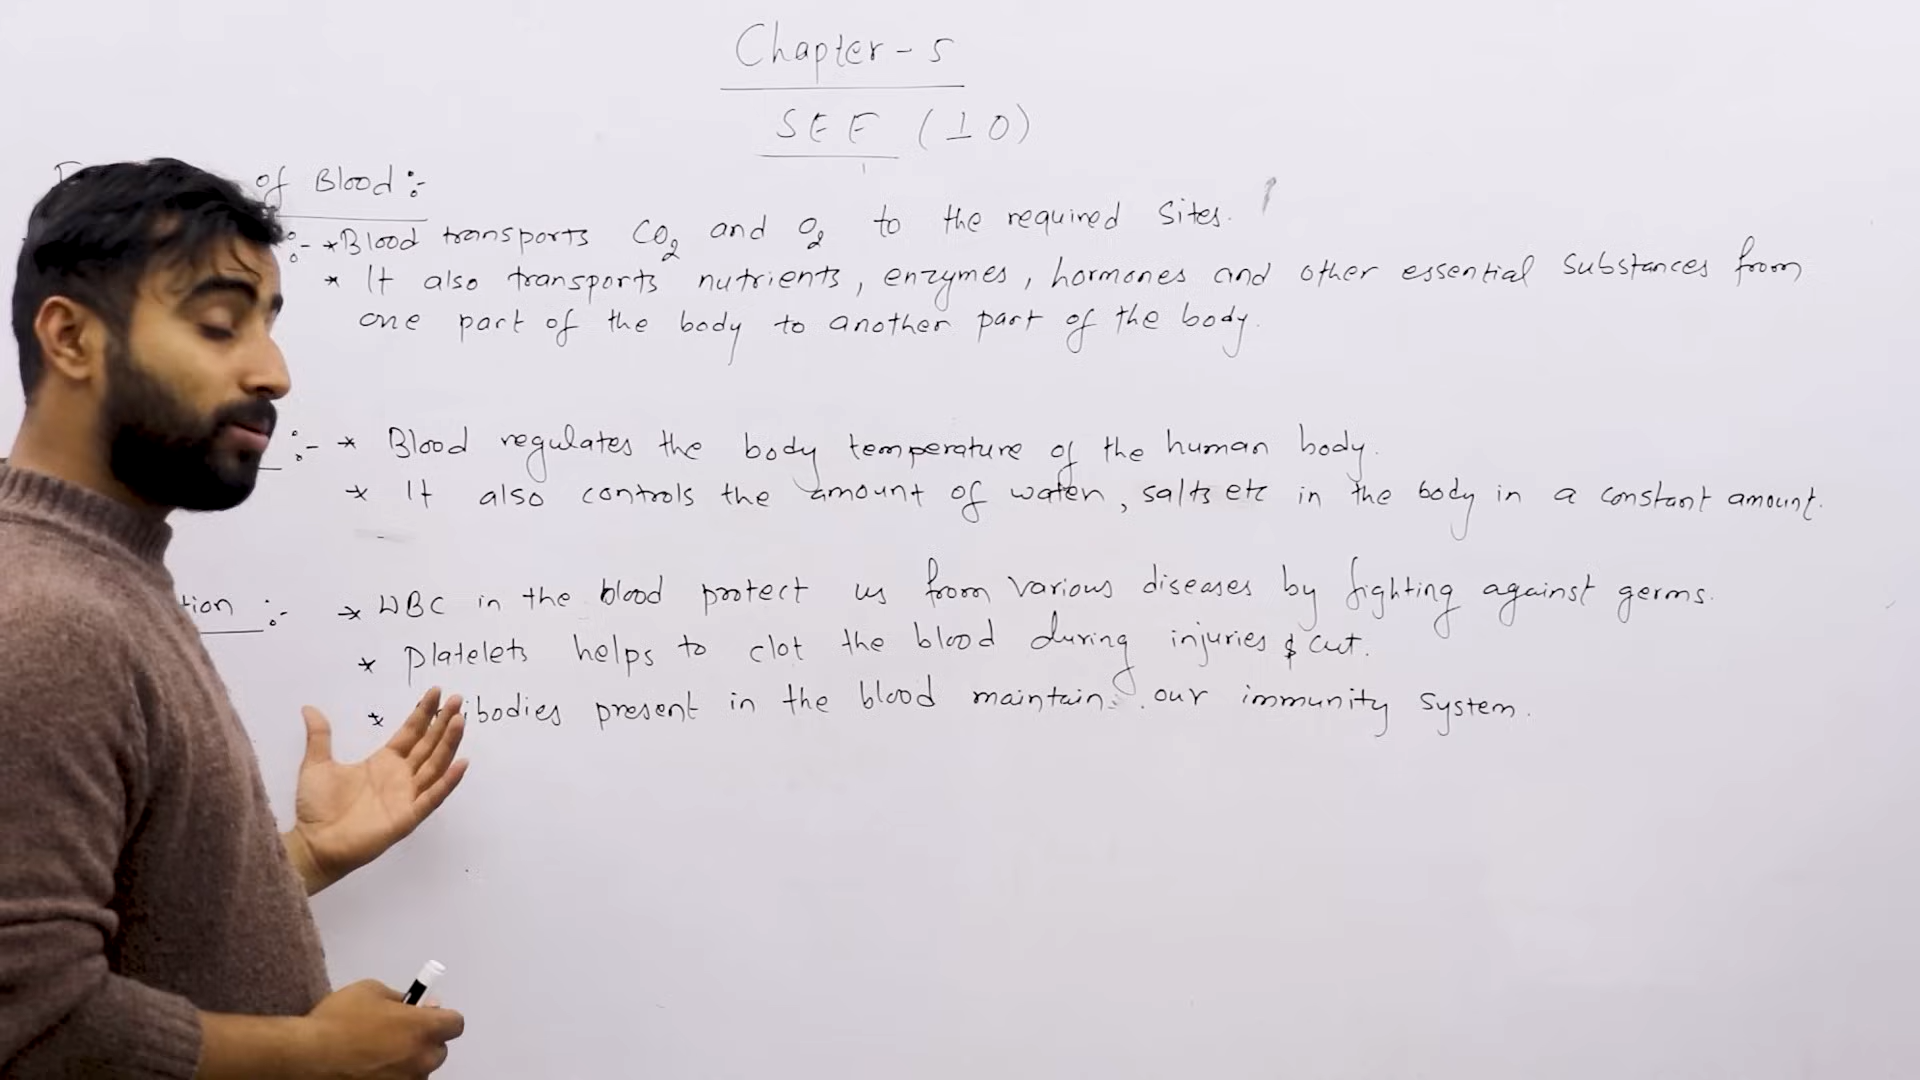 Chapter - 5
SEE (10)
of Blood :-
:- * Blood transports CO2 and O2 to the required Sites.
* It also transports nutrients, enzymes, hormones and other essential substances from
one part of the body to another part of the body.
:- * Blood regulates the body temperature of the human body.
* It also controls the amount of water, salts etc in the body in a constant amount.
tion :- * WBC in the blood protect us from various diseases by fighting against germs.
* Platelets helps to clot the blood during injuries & cut.
* ibodies present in the blood maintain our immunity system.